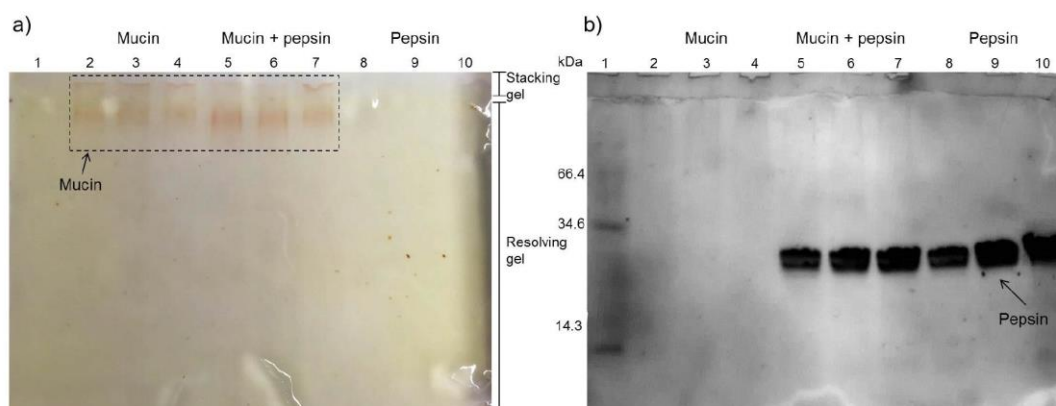 a)
Mucin Mucin + pepsin Pepsin
1 2 3 4 5 6 7 8 9 10
Stacking
gel
Mucin
Resolving
gel
b)
Mucin Mucin + pepsin Pepsin
kDa 1 2 3 4 5 6 7 8 9 10
66.4
34.6
14.3
Pepsin